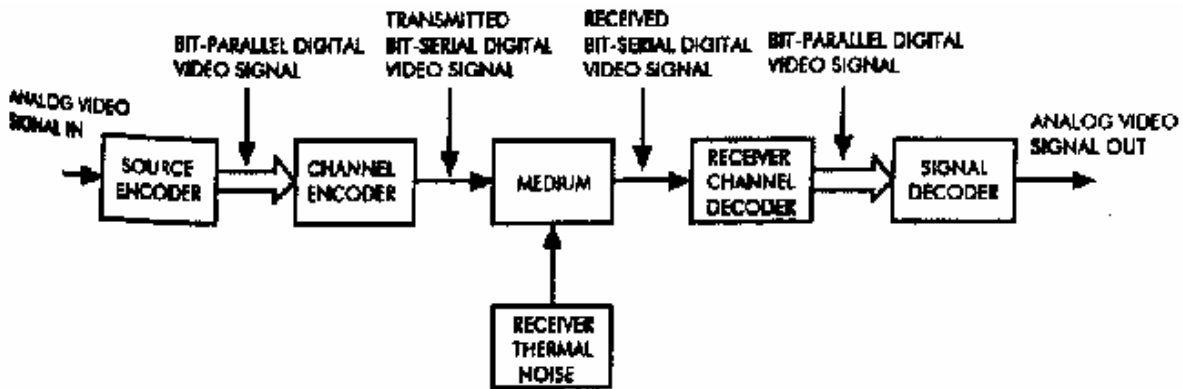 TRANSMITTED
BIT-SERIAL DIGITAL
VIDEO SIGNAL
RECEIVED
BIT-SERIAL DIGITAL
VIDEO SIGNAL
BIT-PARALLEL DIGITAL
VIDEO SIGNAL
BIT-PARALLEL DIGITAL
VIDEO SIGNAL
ANALOG VIDEO
SIGNAL IN
ANALOG VIDEO
SIGNAL OUT
SOURCE
ENCODER
CHANNEL
ENCODER
MEDIUM
RECEIVER
CHANNEL
DECODER
SIGNAL
DECODER
RECEIVER
THERMAL
NOISE